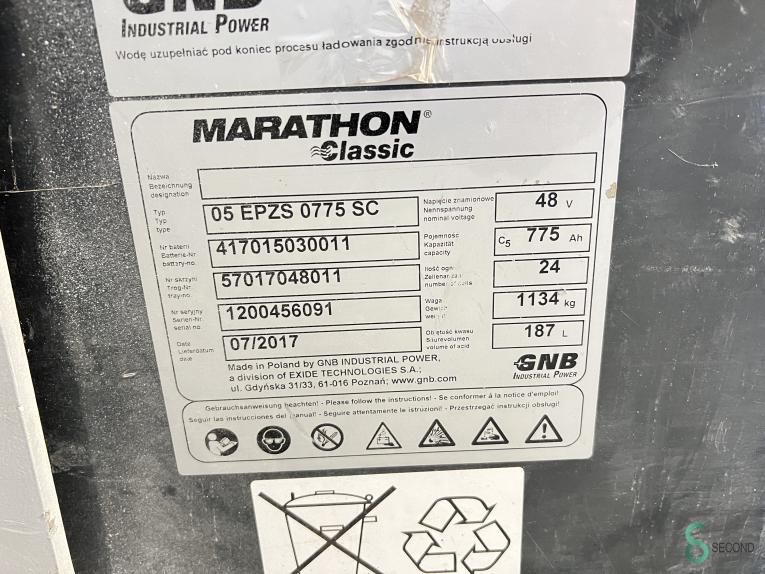 GNB
INDUSTRIAL POWER
Wodę uzupełniać pod koniec procesu ładowania zgodnie instrukcją obsługi
MARATHON®
Classic
Nazwa
Bezeichnung
designation
Typ
Typ
type
05 EPZS 0775 SC
Napięcie znamionowe
Nennspannung
nominal voltage
48 V
Nr baterii
Batterie-Nr
battary-no.
417015030011
Pojemność
Kapazität
capacity
C5 775 Ah
Nr skrzyni
Trog-Nr.
tray-no.
57017048011
Ilość ogn
number of cells
24
Nr seryjny
Serien-Nr.
serial no.
1200456091
Waga
Gewicht
weight
1134 kg
Date
Lieferdatum
date
07/2017
Objętość kwasu
Säurevolumen
volume of acid
187 L
Made in Poland by GNB INDUSTRIAL POWER,
a division of EXIDE TECHNOLOGIES S.A.;
ul. Gdyńska 31/33, 61-016 Poznań; www.gnb.com
GNB
INDUSTRIAL POWER
Gebrauchsanweisung beachten! - Please follow the instructions! - Se conformer à la notice d'emploi!
Seguir las instrucciones del manual! - Seguire attentamente le istruzioni! - Przestrzegać instrukcji obsługi!
SECOND